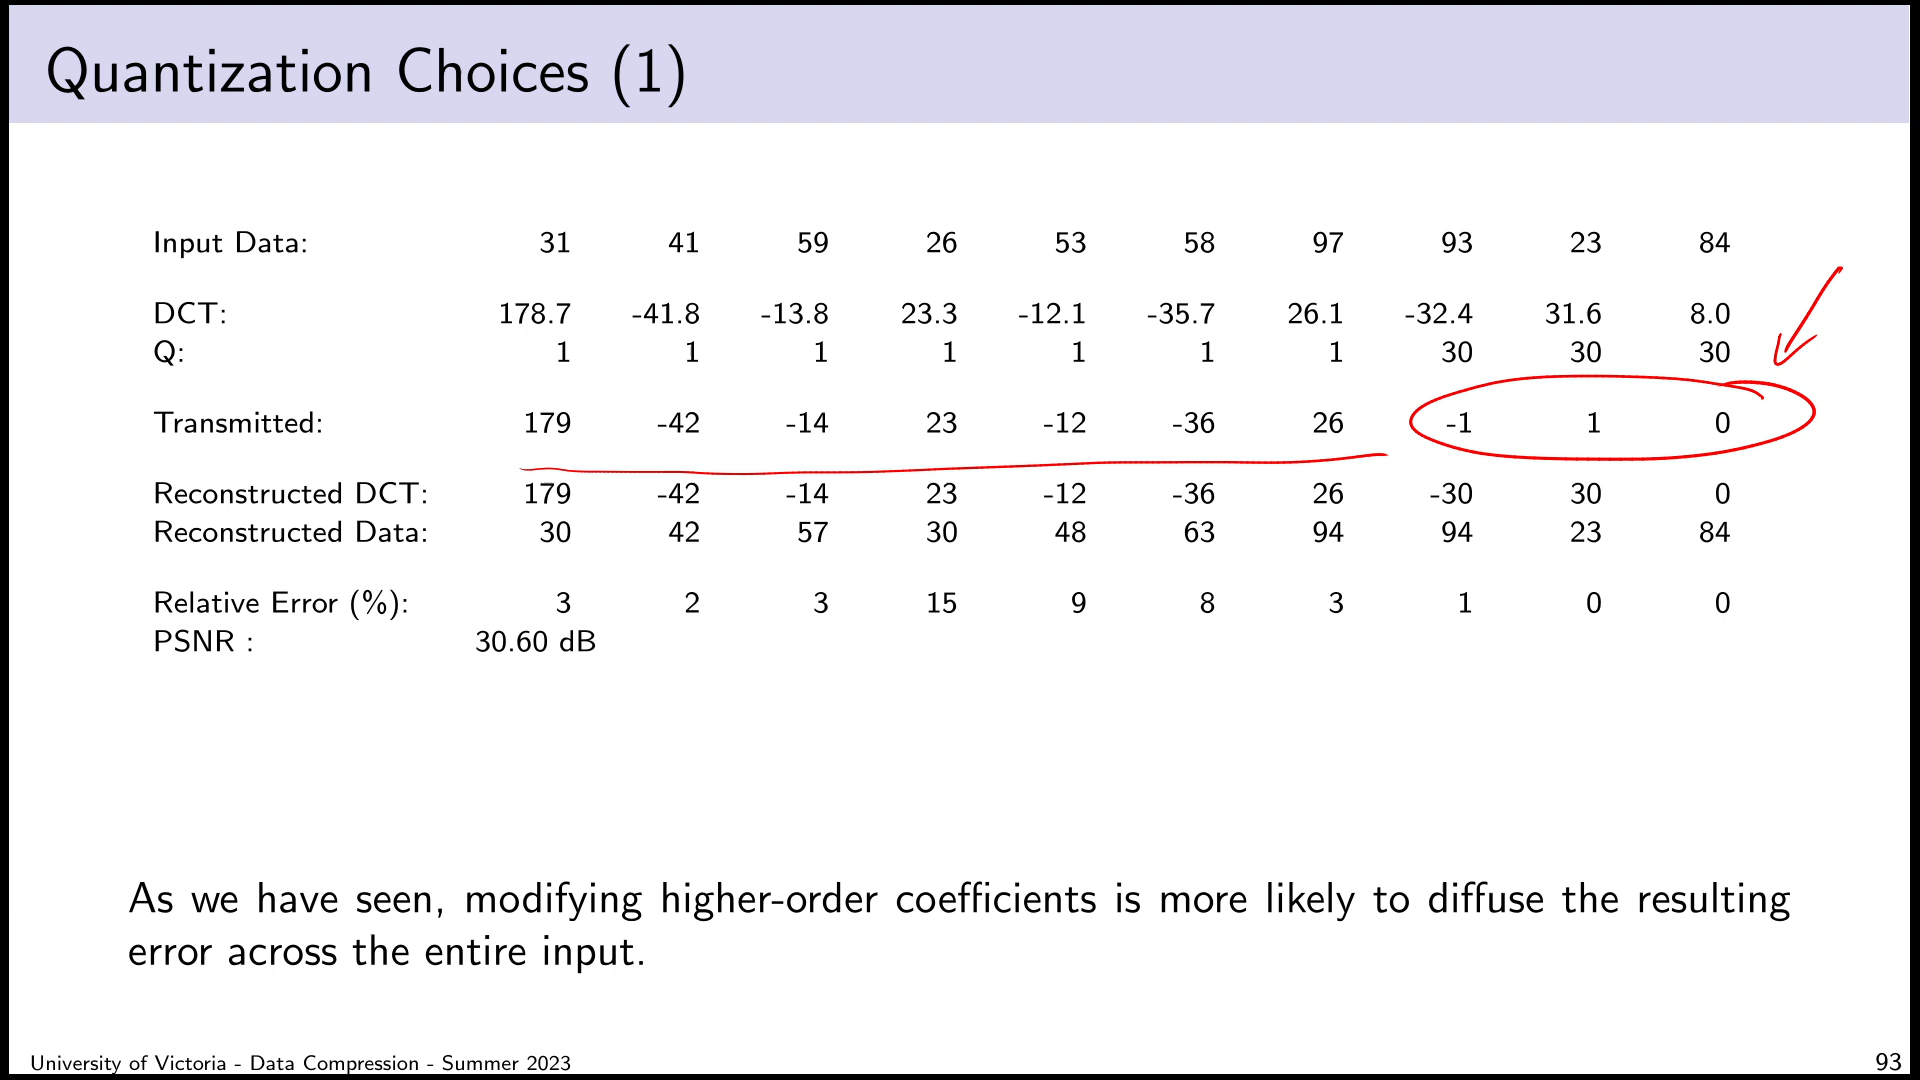 Quantization Choices (1)
Input Data: 31 41 59 26 53 58 97 93 23 84
DCT: 178.7 -41.8 -13.8 23.3 -12.1 -35.7 26.1 -32.4 31.6 8.0
Q: 1 1 1 1 1 1 1 30 30 30
Transmitted: 179 -42 -14 23 -12 -36 26 -1 1 0
Reconstructed DCT: 179 -42 -14 23 -12 -36 26 -30 30 0
Reconstructed Data: 30 42 57 30 48 63 94 94 23 84
Relative Error (%): 3 2 3 15 9 8 3 1 0 0
PSNR : 30.60 dB
As we have seen, modifying higher-order coefficients is more likely to diffuse the resulting
error across the entire input.
University of Victoria - Data Compression - Summer 2023 93